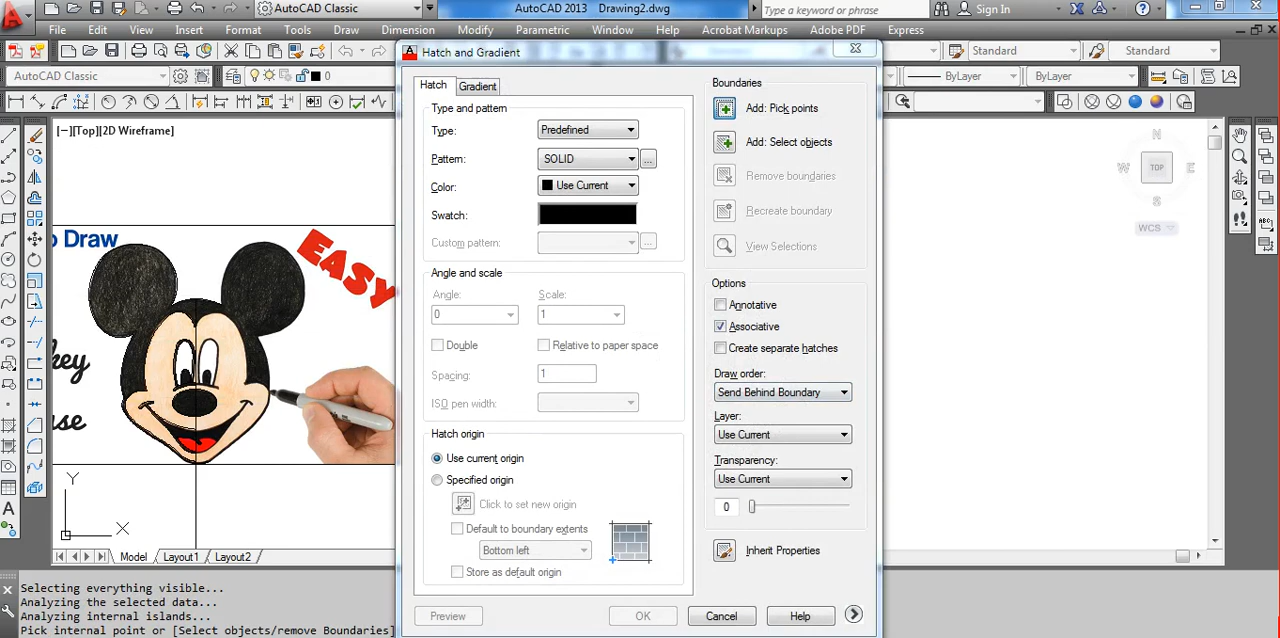 AutoCAD Classic
AutoCAD 2013 Drawing2.dwg
Type a keyword or phrase
Sign In
File Edit View Insert Format Tools Draw Dimension Parametric Window Help Acrobat Markups Adobe PDF Express
Modify
Standard
Standard
AutoCAD Classic
0
ByLayer
ByLayer
[−][Top][2D Wireframe]
Hatch and Gradient
Hatch
Gradient
Type and pattern
Type:
Predefined
Pattern:
SOLID
...
Color:
Use Current
Swatch:
Custom pattern:
...
Angle and scale
Angle:
Scale:
0
1
Double
Relative to paper space
Spacing:
1
ISO pen width:
Hatch origin
Use current origin
Specified origin
Click to set new origin
Default to boundary extents
Bottom left
Store as default origin
Preview
OK
Cancel
Help
Boundaries
Add: Pick points
Add: Select objects
Remove boundaries
Recreate boundary
View Selections
Options
Annotative
Associative
Create separate hatches
Draw order:
Send Behind Boundary
Layer:
Use Current
Transparency:
Use Current
0
Inherit Properties
N
W
TOP
E
S
WCS
Draw
EASY
key
use
Y
X
Model
Layout1
Layout2
Selecting everything visible...
Analyzing the selected data...
Analyzing internal islands...
Pick internal point or [Select objects/remove Boundaries]